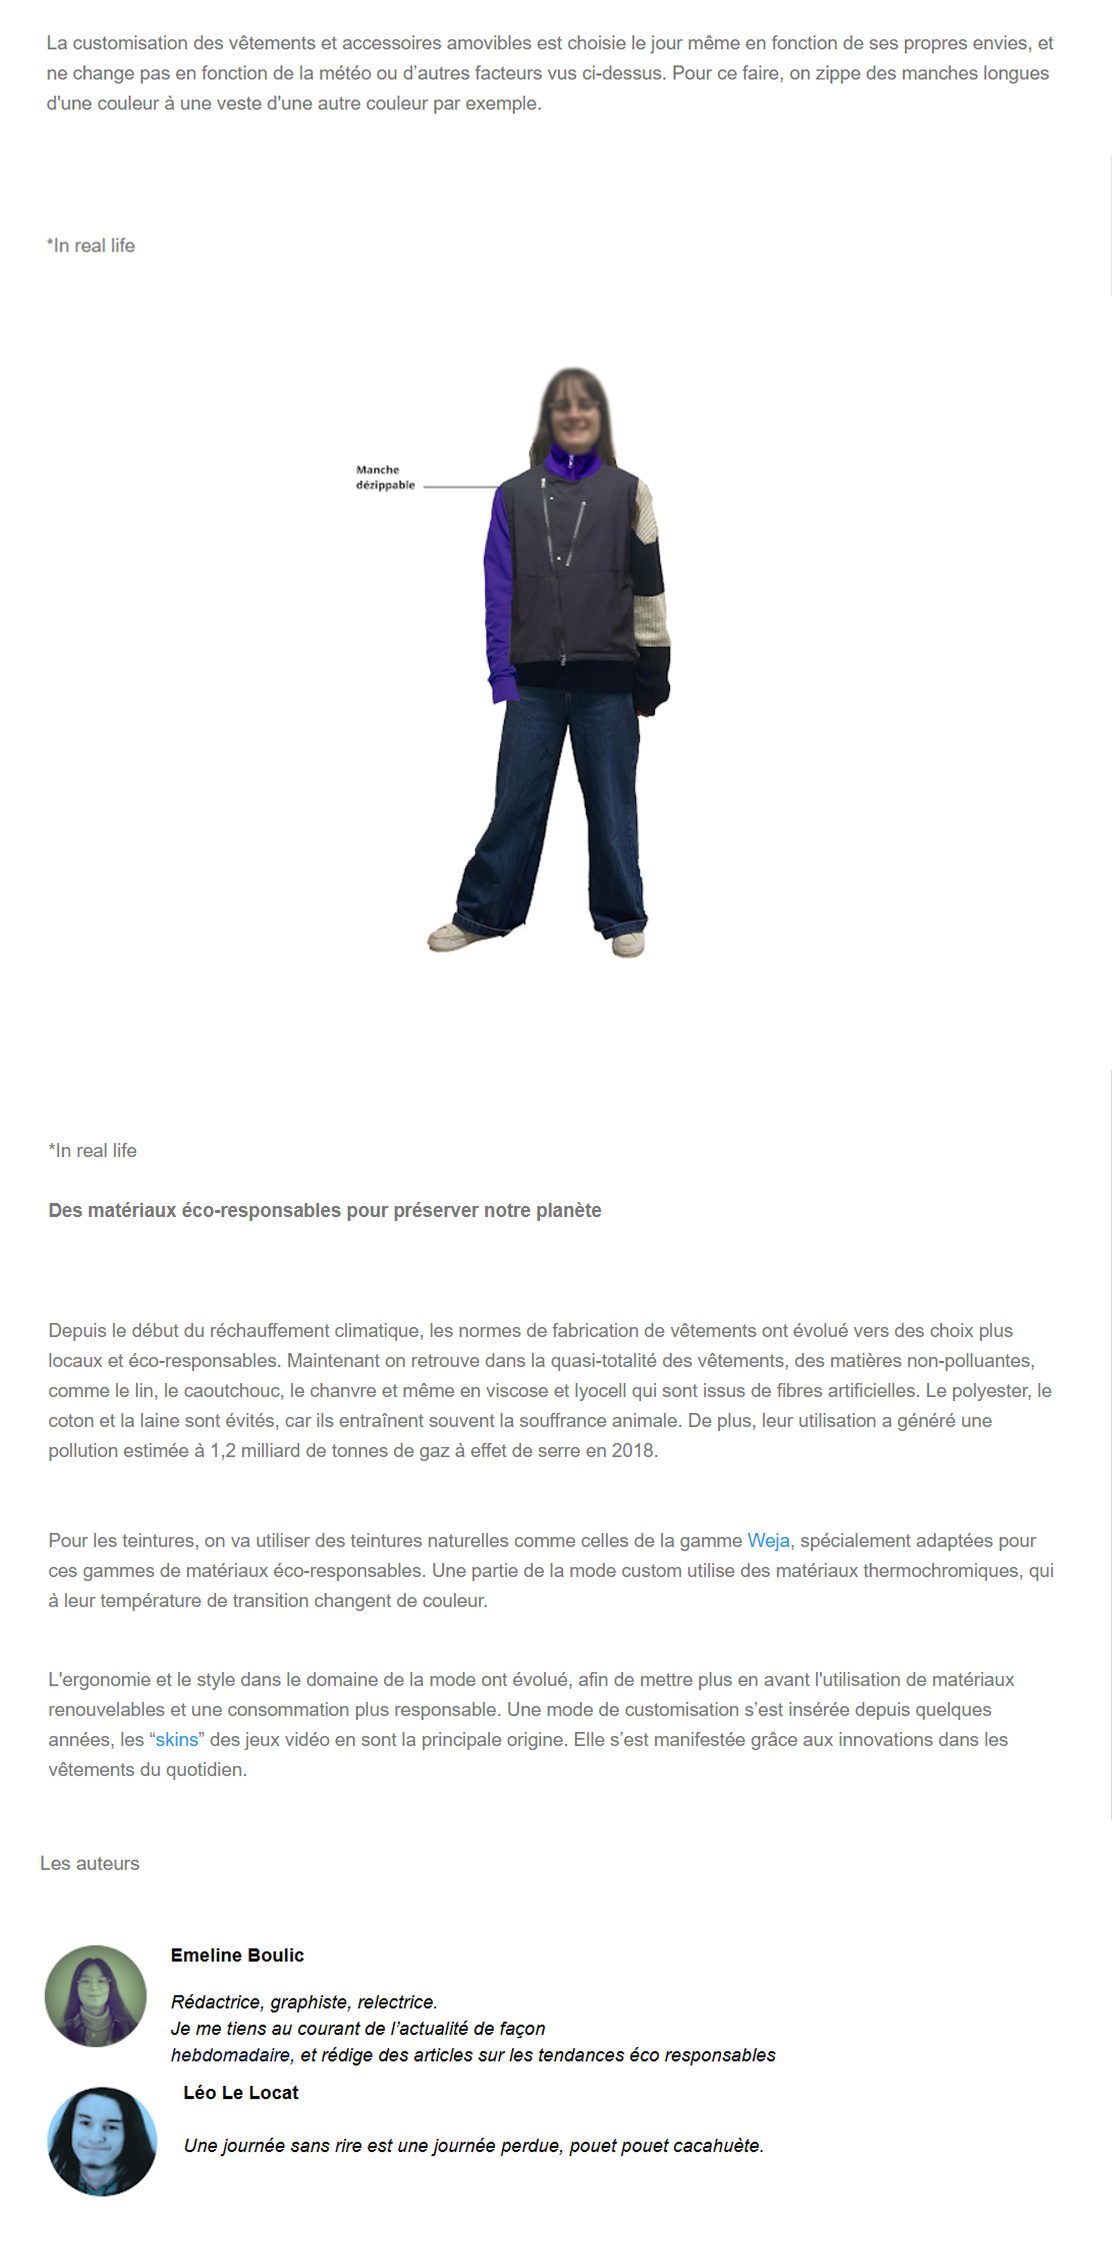 La customisation des vêtements et accessoires amovibles est choisie le jour même en fonction de ses propres envies, et
ne change pas en fonction de la météo ou d’autres facteurs vus ci-dessus. Pour ce faire, on zippe des manches longues
d'une couleur à une veste d'une autre couleur par exemple.
*In real life
Manche
dézippable
*In real life
Des matériaux éco-responsables pour préserver notre planète
Depuis le début du réchauffement climatique, les normes de fabrication de vêtements ont évolué vers des choix plus
locaux et éco-responsables. Maintenant on retrouve dans la quasi-totalité des vêtements, des matières non-polluantes,
comme le lin, le caoutchouc, le chanvre et même en viscose et lyocell qui sont issus de fibres artificielles. Le polyester, le
coton et la laine sont évités, car ils entraînent souvent la souffrance animale. De plus, leur utilisation a généré une
pollution estimée à 1,2 milliard de tonnes de gaz à effet de serre en 2018.
Pour les teintures, on va utiliser des teintures naturelles comme celles de la gamme Weja, spécialement adaptées pour
ces gammes de matériaux éco-responsables. Une partie de la mode custom utilise des matériaux thermochromiques, qui
à leur température de transition changent de couleur.
L'ergonomie et le style dans le domaine de la mode ont évolué, afin de mettre plus en avant l'utilisation de matériaux
renouvelables et une consommation plus responsable. Une mode de customisation s’est insérée depuis quelques
années, les “skins” des jeux vidéo en sont la principale origine. Elle s’est manifestée grâce aux innovations dans les
vêtements du quotidien.
Les auteurs
Emeline Boulic
Rédactrice, graphiste, relectrice.
Je me tiens au courant de l’actualité de façon
hebdomadaire, et rédige des articles sur les tendances éco responsables
Léo Le Locat
Une journée sans rire est une journée perdue, pouet pouet cacahuète.